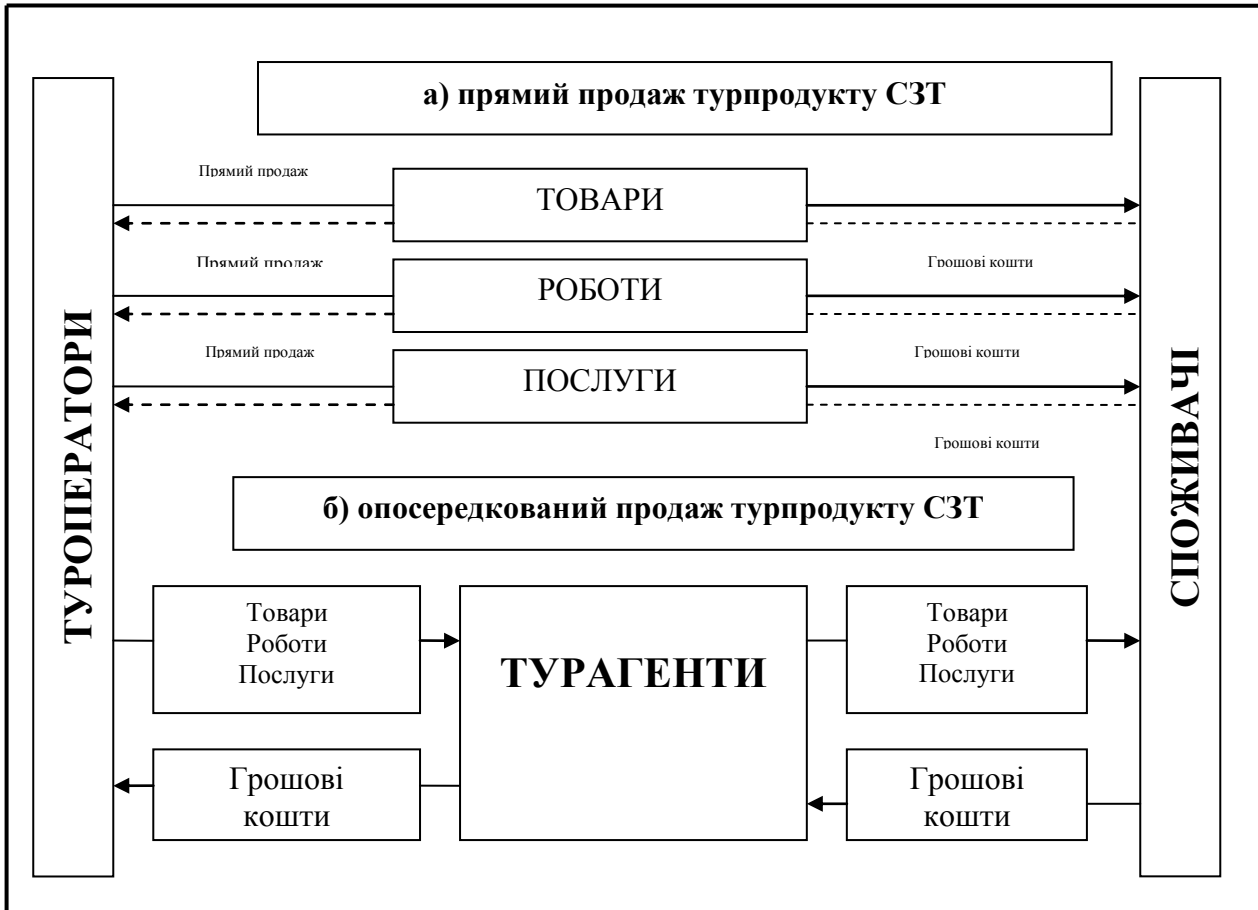 а) прямий продаж турпродукту СЗТ
Прямий продаж
ТОВАРИ
Прямий продаж
РОБОТИ
Грошові кошти
Прямий продаж
ПОСЛУГИ
Грошові кошти
Грошові кошти
ТУРОПЕРАТОРИ
СПОЖИВАЧІ
б) опосередкований продаж турпродукту СЗТ
Товари
Роботи
Послуги
ТУРАГЕНТИ
Товари
Роботи
Послуги
Грошові
кошти
Грошові
кошти